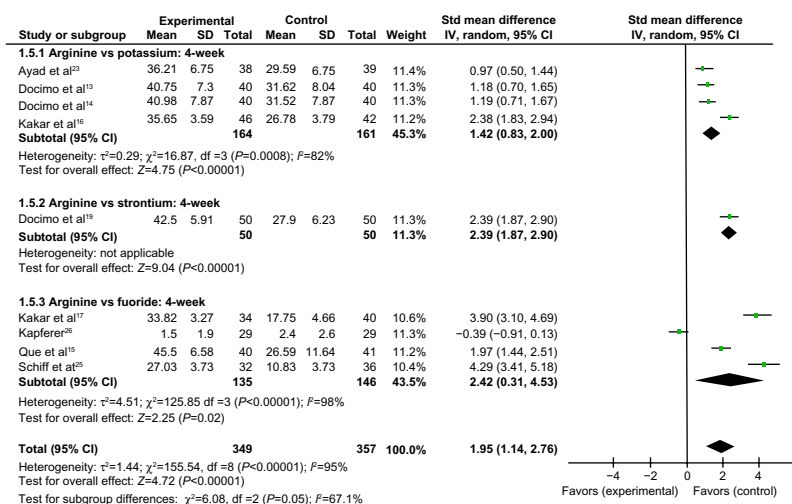 Experimental Control Std mean difference Std mean difference
Study or subgroup Mean SD Total Mean SD Total Weight IV, random, 95% CI IV, random, 95% CI
1.5.1 Arginine vs potassium: 4-week
Ayad et al²³ 36.21 6.75 38 29.59 6.75 39 11.4% 0.97 (0.50, 1.44)
Docimo et al¹³ 40.75 7.3 40 31.62 8.04 40 11.3% 1.18 (0.70, 1.65)
Docimo et al¹⁴ 40.98 7.87 40 31.52 7.87 40 11.3% 1.19 (0.71, 1.67)
Kakar et al¹⁶ 35.65 3.59 46 26.78 3.79 42 11.2% 2.38 (1.83, 2.94)
Subtotal (95% CI) 164 161 45.3% 1.42 (0.83, 2.00)
Heterogeneity: τ²=0.29; χ²=16.87, df =3 (P=0.0008); I²=82%
Test for overall effect: Z=4.75 (P<0.00001)
1.5.2 Arginine vs strontium: 4-week
Docimo et al¹⁹ 42.5 5.91 50 27.9 6.23 50 11.3% 2.39 (1.87, 2.90)
Subtotal (95% CI) 50 50 11.3% 2.39 (1.87, 2.90)
Heterogeneity: not applicable
Test for overall effect: Z=9.04 (P<0.00001)
1.5.3 Arginine vs fuoride: 4-week
Kakar et al¹⁷ 33.82 3.27 34 17.75 4.66 40 10.6% 3.90 (3.10, 4.69)
Kapferer²⁶ 1.5 1.9 29 2.4 2.6 29 11.3% −0.39 (−0.91, 0.13)
Que et al¹⁵ 45.5 6.58 40 26.59 11.64 41 11.2% 1.97 (1.44, 2.51)
Schiff et at²⁵ 27.03 3.73 32 10.83 3.73 36 10.4% 4.29 (3.41, 5.18)
Subtotal (95% CI) 135 146 43.5% 2.42 (0.31, 4.53)
Heterogeneity: τ²=4.51; χ²=125.85 df =3 (P<0.00001); I²=98%
Test for overall effect: Z=2.25 (P=0.02)
Total (95% CI) 349 357 100.0% 1.95 (1.14, 2.76)
Heterogeneity: τ²=1.44; χ²=155.54, df =8 (P<0.00001); I²=95%
Test for overall effect: Z=4.72 (P<0.00001)
Test for subgroup differences: χ²=6.08, df =2 (P=0.05); I²=67.1%
−4 −2 0 2 4
Favors (experimental) Favors (control)